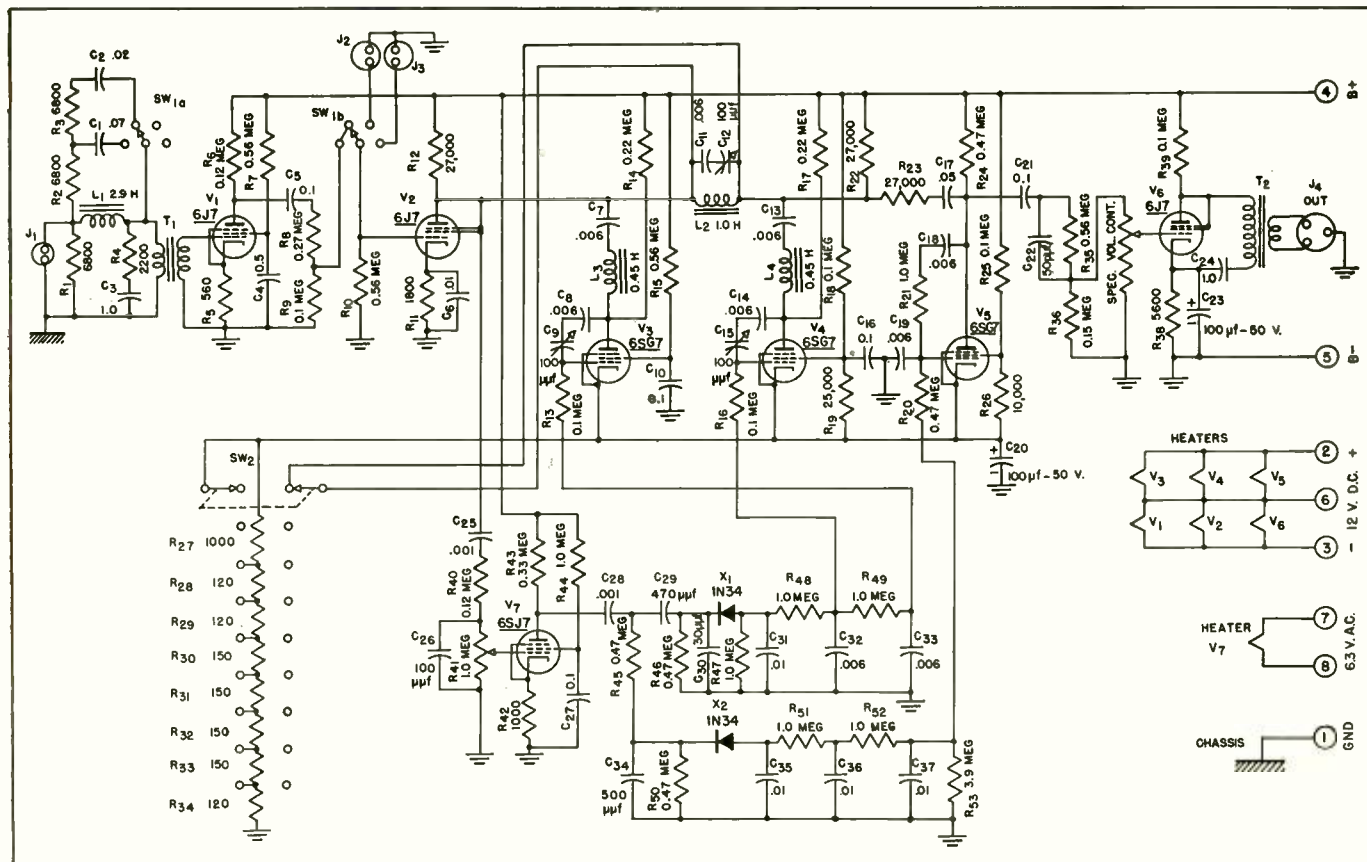 C2 .02
R3 6800
C1 .07
SW1a
R2 6800
L1 2.9 H
J1
R1 6800
R4 2200
C3 1.0
T1
R6 0.12 MEG
R7 0.56 MEG
V1
6J7
R5 560
C4 0.5
C5 0.1
R8 0.27 MEG
R9 0.1 MEG
SW1b
J2
J3
R10 0.56 MEG
R12 27,000
V2
6J7
R11 1800
C6 .01
C7 .006
L3 0.45 H
C8 .006
C9 100 µµf
R13 0.1 MEG
R14 0.22 MEG
R15 0.56 MEG
V3
6SG7
C10 0.1
.006 C11
100 µµf C12
L2 1.0 H
C13 .006
L4 0.45 H
C14 .006
C15 100 µµf
R16 0.1 MEG
R17 0.22 MEG
V4
6SG7
R18 0.1 MEG
R19 25,000
R22 27,000
R23 27,000
C16 0.1
C17 .05
C18 .006
C19 .006
R21 1.0 MEG
R20 0.47 MEG
R24 0.47 MEG
R25 0.1 MEG
V5
6SG7
R26 10,000
C20 100 µf-50 V.
C21 0.1
C22 50µµf
R35 0.56 MEG
R36 0.15 MEG
SPEC. VOL. CONT.
R39 0.1 MEG
V6
6J7
R38 5600
C24 1.0
C23 100 µf-50 V.
T2
J4 OUT
4 B+
5 B-
SW2
R27 1000
R28 120
R29 120
R30 150
R31 150
R32 150
R33 150
R34 120
C25 .001
R40 0.12 MEG
C26 100 µµf
R41 1.0 MEG
R43 0.33 MEG
R44 1.0 MEG
V7
6SJ7
R42 1000
C27 0.1
C28 .001
C29 470 µµf
R45 0.47 MEG
R46 0.47 MEG
C30 30µµf
R47 1.0 MEG
X1
1N34
C31 .01
R48 1.0 MEG
R49 1.0 MEG
C32 .006
C33 .006
C34 500 µµf
R50 0.47 MEG
X2
1N34
R51 1.0 MEG
R52 1.0 MEG
C35 .01
C36 .01
C37 .01
R53 3.9 MEG
HEATERS
V3 V4 V5
V1 V2 V6
2 +
6
3 -
12 V. D.C.
HEATER
V7
7
8
6.3 V. A.C.
CHASSIS
1 GND